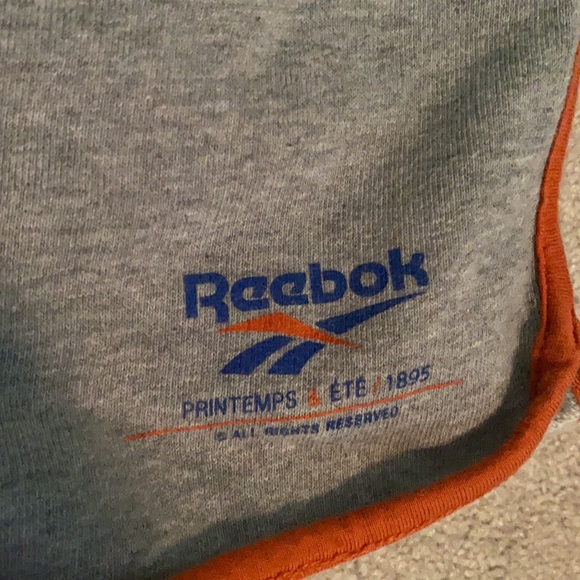 Reebok
PRINTEMPS & ÉTÉ / 1895
© ALL RIGHTS RESERVED